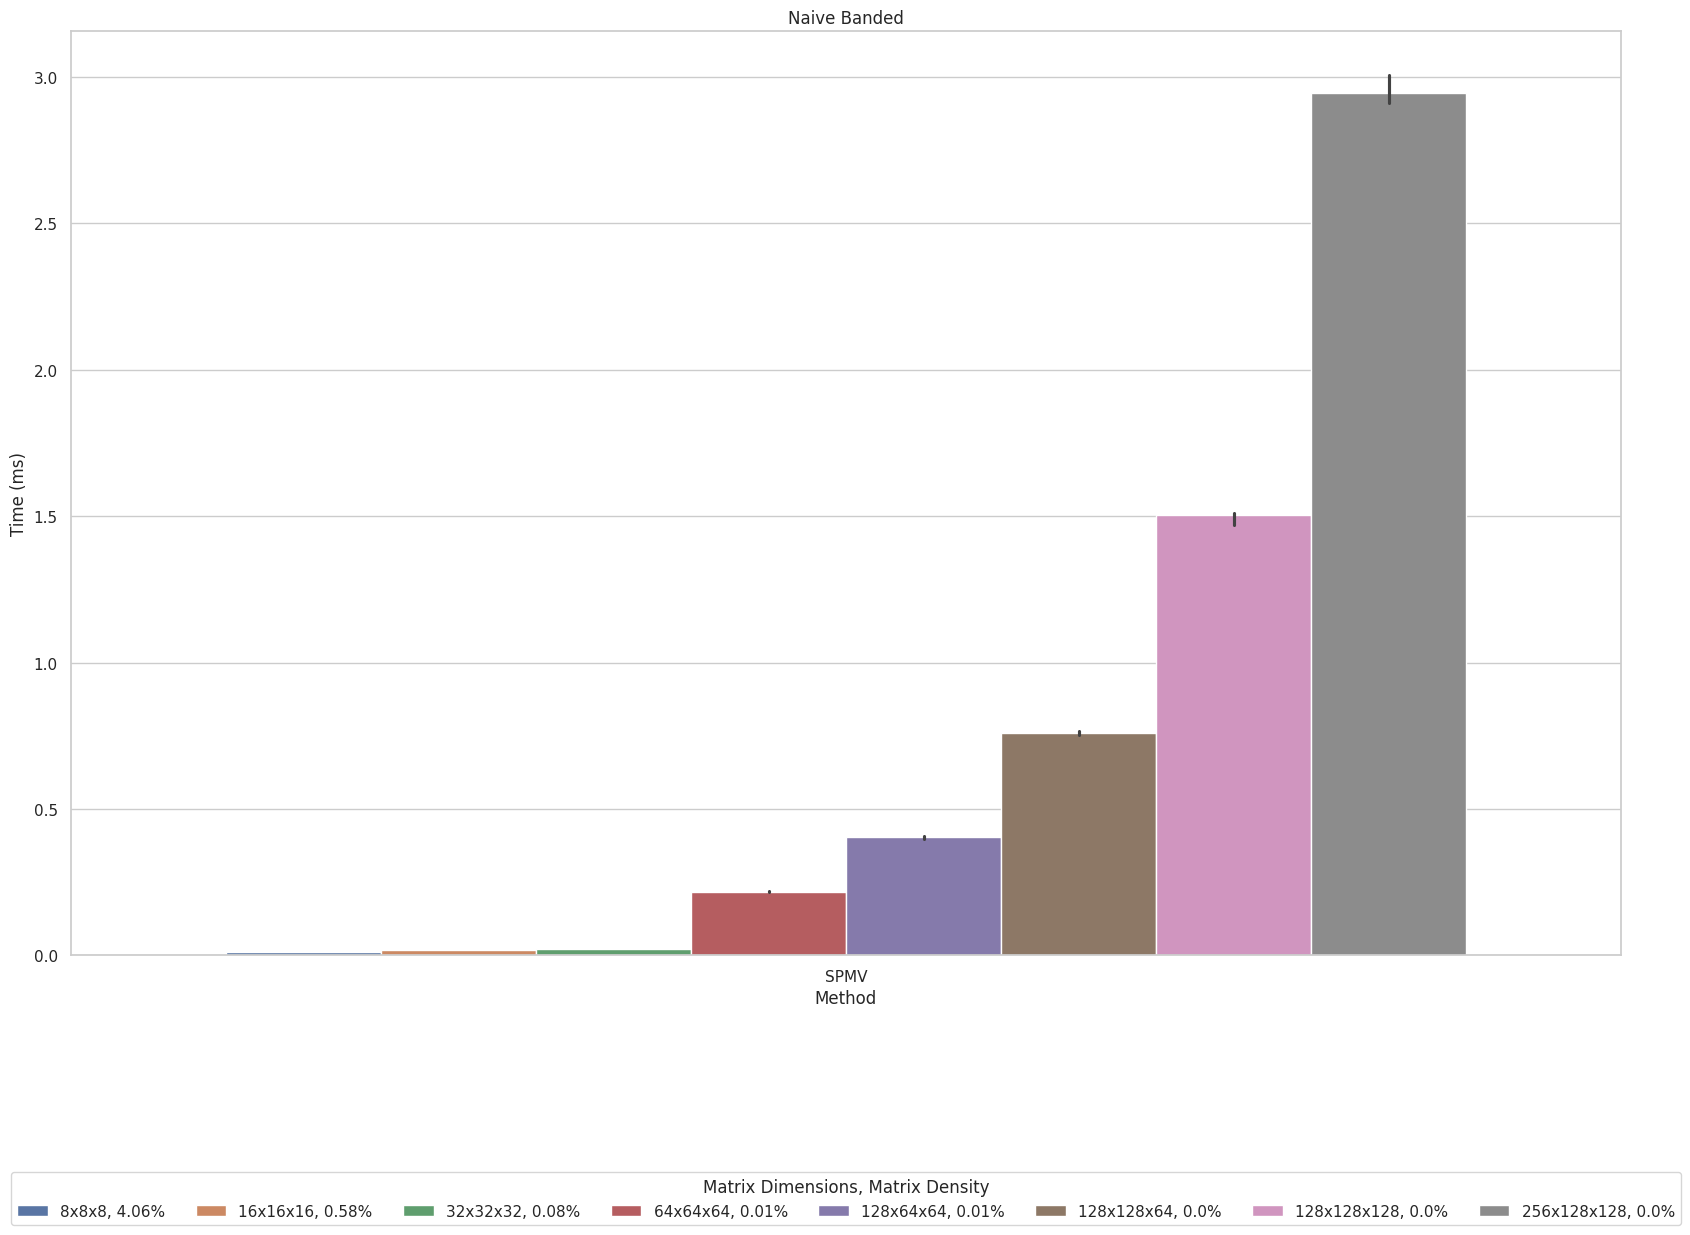 Naive Banded
3.0
2.5
2.0
1.5
1.0
0.5
0.0
Time (ms)
SPMV
Method
Matrix Dimensions, Matrix Density
8x8x8, 4.06% 16x16x16, 0.58% 32x32x32, 0.08% 64x64x64, 0.01% 128x64x64, 0.01% 128x128x64, 0.0% 128x128x128, 0.0% 256x128x128, 0.0%